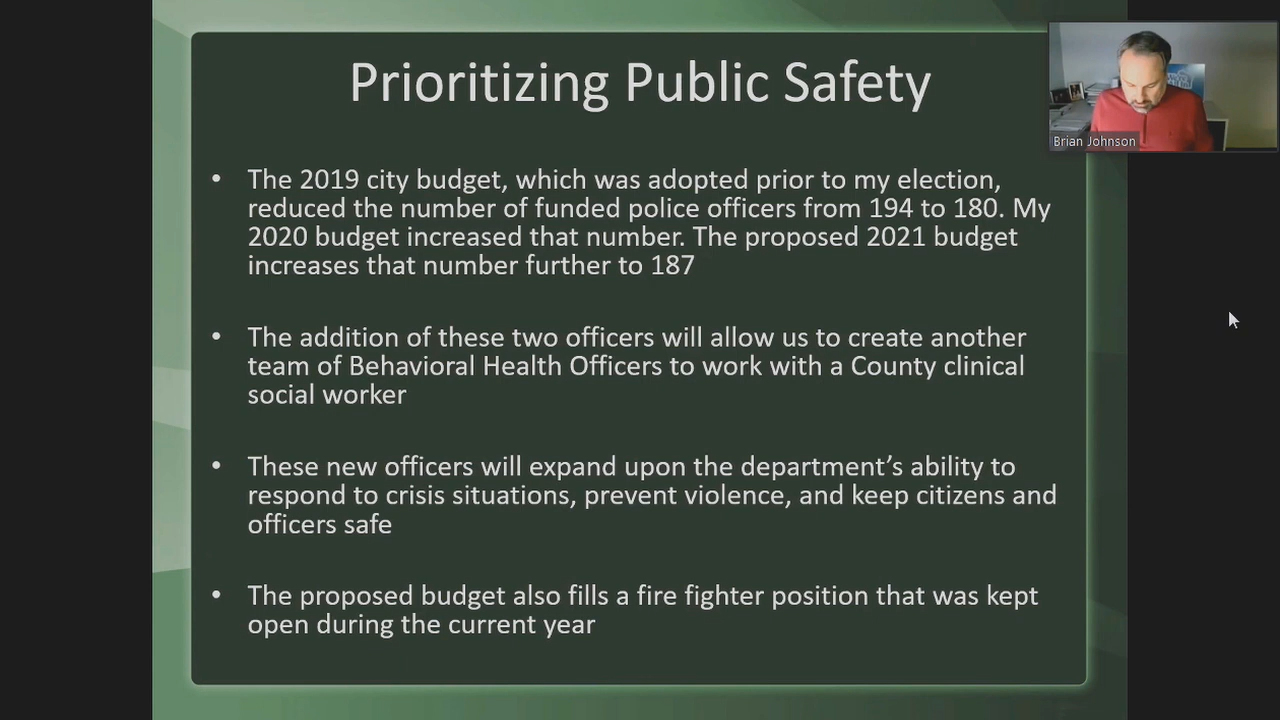 Prioritizing Public Safety
Brian Johnson
• The 2019 city budget, which was adopted prior to my election,
reduced the number of funded police officers from 194 to 180. My
2020 budget increased that number. The proposed 2021 budget
increases that number further to 187
• The addition of these two officers will allow us to create another
team of Behavioral Health Officers to work with a County clinical
social worker
• These new officers will expand upon the department’s ability to
respond to crisis situations, prevent violence, and keep citizens and
officers safe
• The proposed budget also fills a fire fighter position that was kept
open during the current year